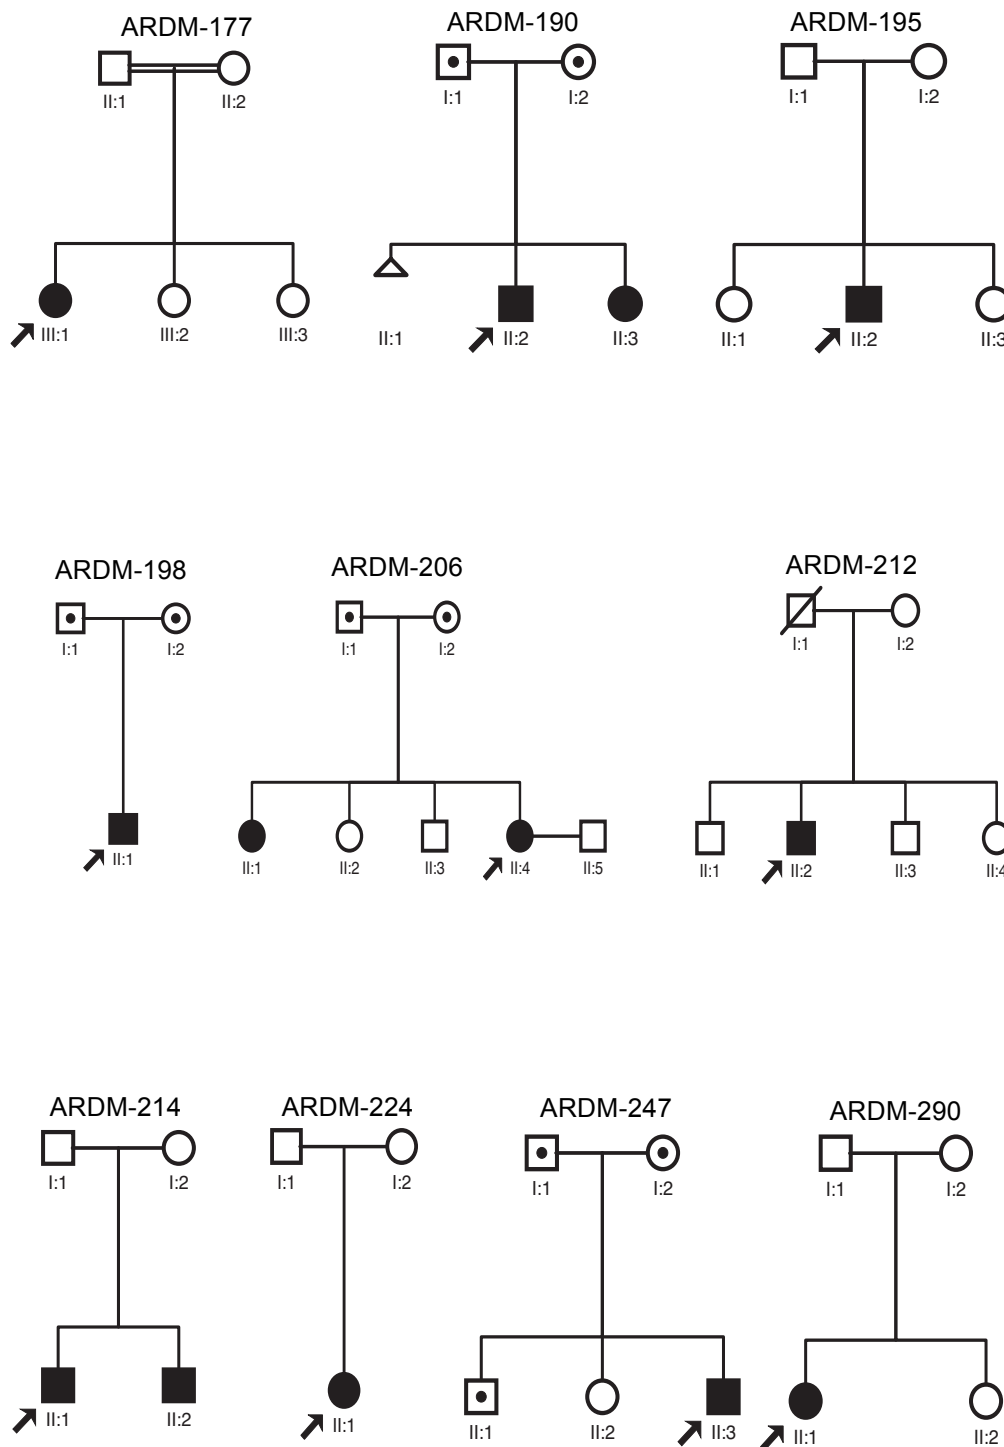 ARDM-177 ARDM-190 ARDM-195
II:1 II:2 I:1 I:2 I:1 I:2
III:1 III:2 III:3 II:1 II:2 II:3 II:1 II:2 II:3
ARDM-198 ARDM-206 ARDM-212
I:1 I:2 I:1 I:2 I:1 I:2
II:1 II:1 II:2 II:3 II:4 II:5 II:1 II:2 II:3 II:4
ARDM-214 ARDM-224 ARDM-247 ARDM-290
I:1 I:2 I:1 I:2 I:1 I:2 I:1 I:2
II:1 II:2 II:1 II:1 II:2 II:3 II:1 II:2